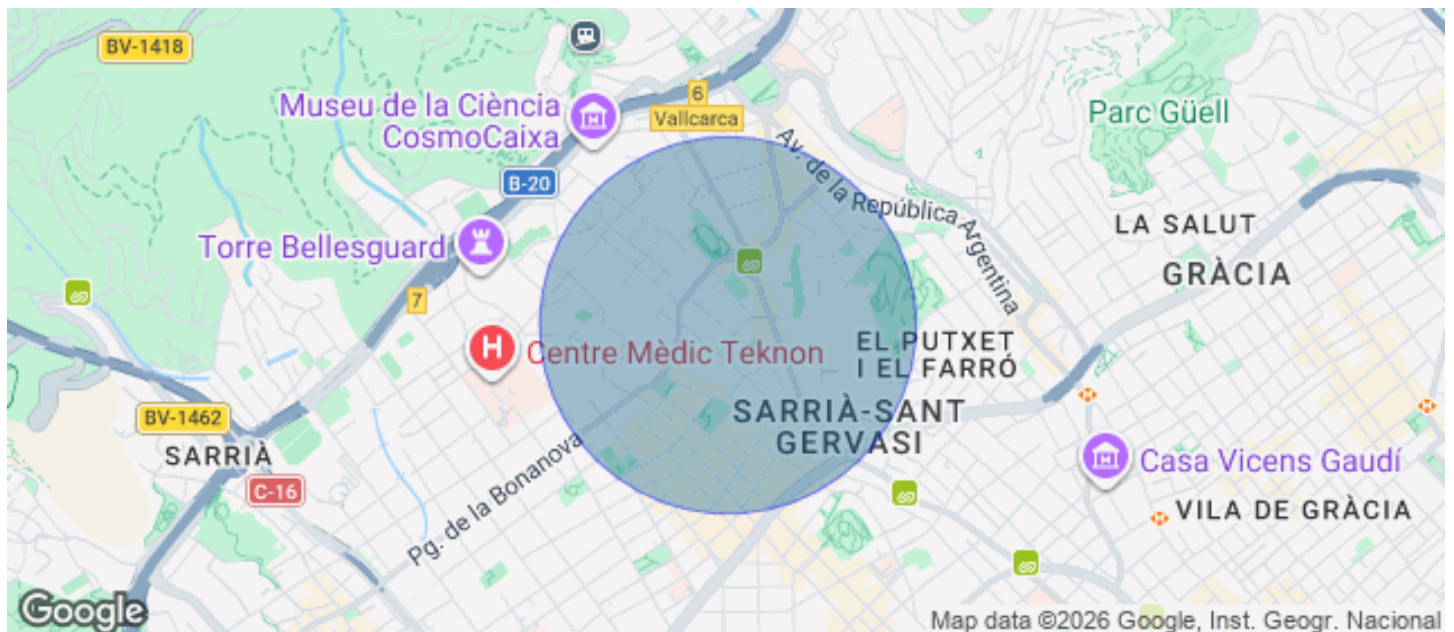 BV-1418
Museu de la Ciència
CosmoCaixa
6
Vallcarca
Parc Güell
B-20
Av. de la República Argentina
Torre Bellesguard
LA SALUT
GRÀCIA
7
H
Centre Mèdic Teknon
EL PUTXET
I EL FARRÓ
BV-1462
SARRIÀ
SARRIÀ-SANT
GERVASI
C-16
Pg. de la Bonanova
Casa Vicens Gaudí
VILA DE GRÀCIA
Google
Map data ©2026 Google, Inst. Geogr. Nacional